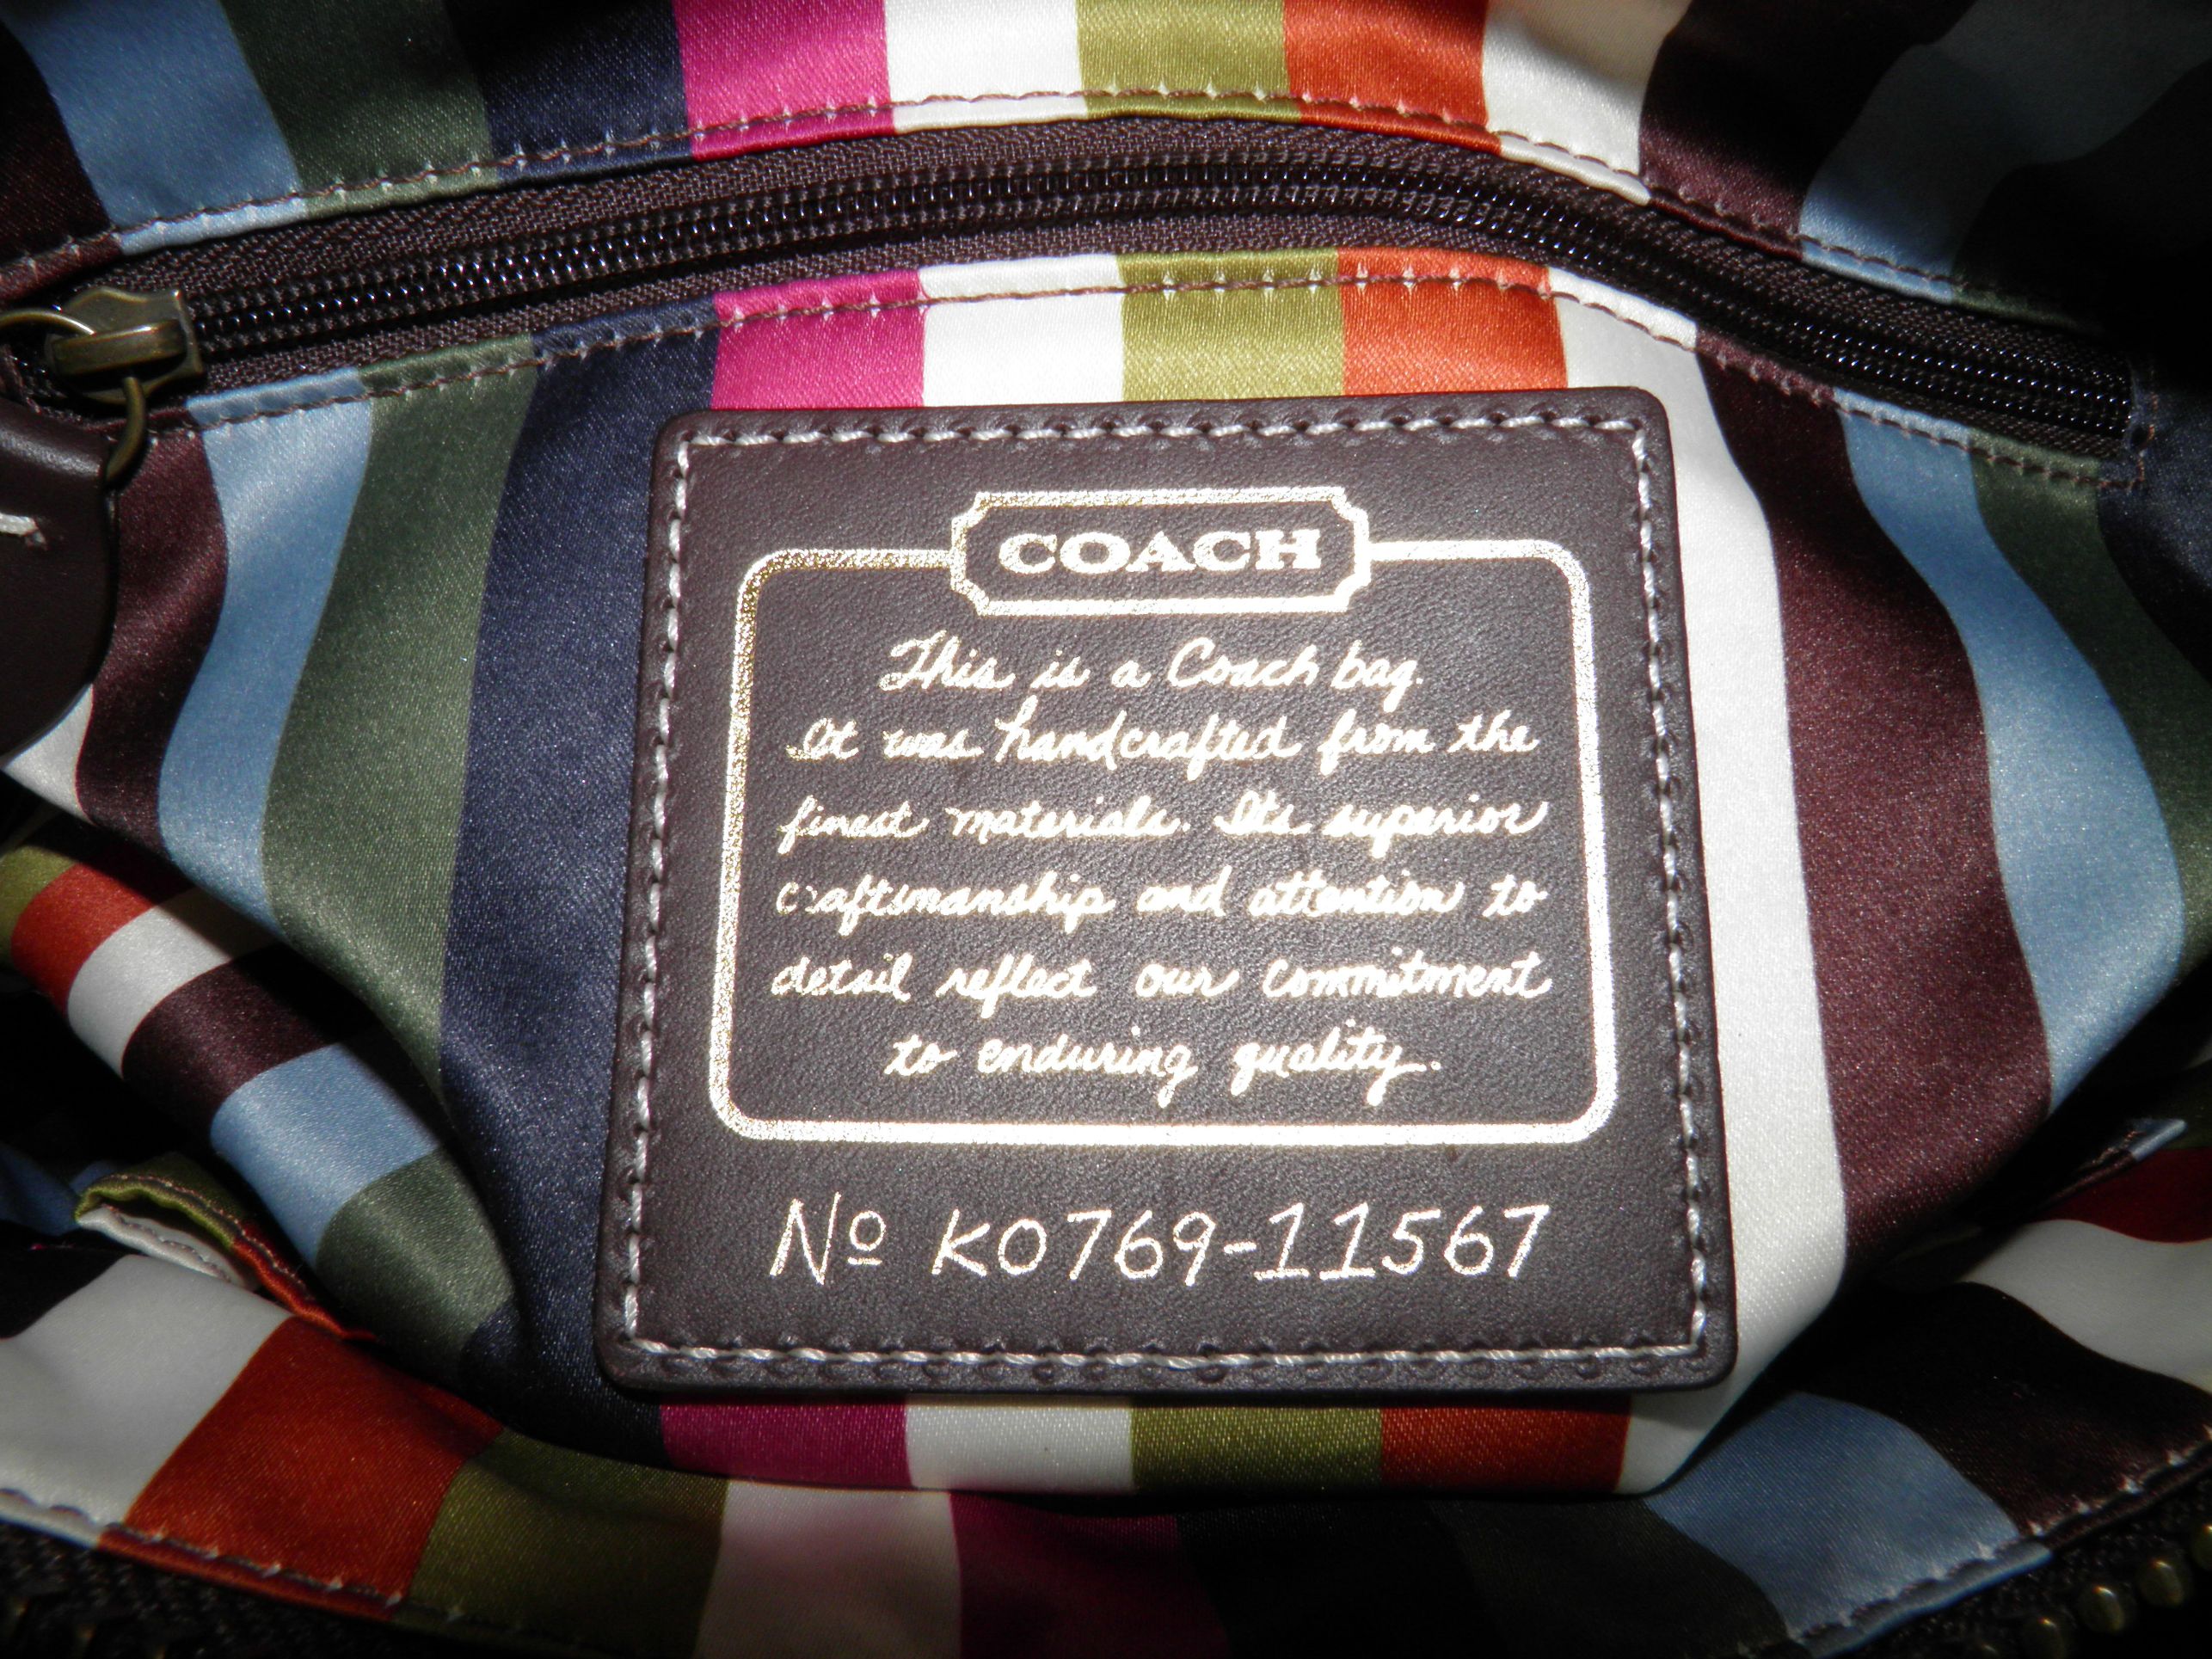 COACH
This is a Coach bag.
It was handcrafted from the
finest materials. Its superior
craftsmanship and attention to
detail reflect our commitment
to enduring quality.
Nº K0769-11567